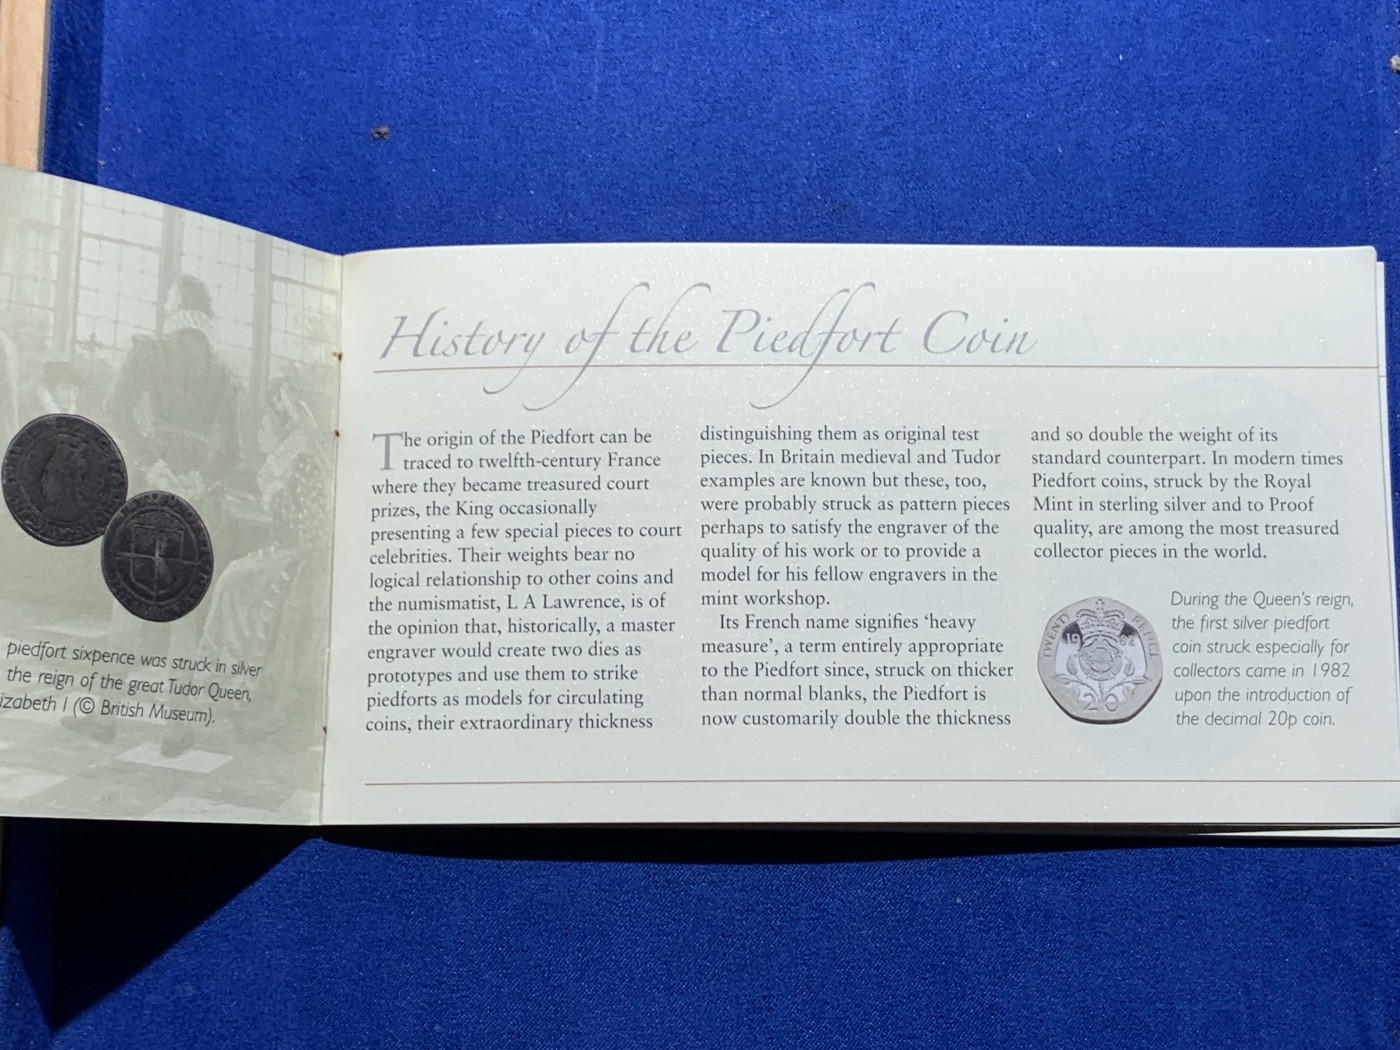 piedfort sixpence was struck in silver
the reign of the great Tudor Queen,
izabeth I (© British Museum).
History of the Piedfort Coin
The origin of the Piedfort can be
traced to twelfth-century France
where they became treasured court
prizes, the King occasionally
presenting a few special pieces to court
celebrities. Their weights bear no
logical relationship to other coins and
the numismatist, L A Lawrence, is of
the opinion that, historically, a master
engraver would create two dies as
prototypes and use them to strike
piedforts as models for circulating
coins, their extraordinary thickness
distinguishing them as original test
pieces. In Britain medieval and Tudor
examples are known but these, too,
were probably struck as pattern pieces
perhaps to satisfy the engraver of the
quality of his work or to provide a
model for his fellow engravers in the
mint workshop.
Its French name signifies ‘heavy
measure’, a term entirely appropriate
to the Piedfort since, struck on thicker
than normal blanks, the Piedfort is
now customarily double the thickness
and so double the weight of its
standard counterpart. In modern times
Piedfort coins, struck by the Royal
Mint in sterling silver and to Proof
quality, are among the most treasured
collector pieces in the world.
TWENTY PENCE
1982
20
During the Queen's reign,
the first silver piedfort
coin struck especially for
collectors came in 1982
upon the introduction of
the decimal 20p coin.